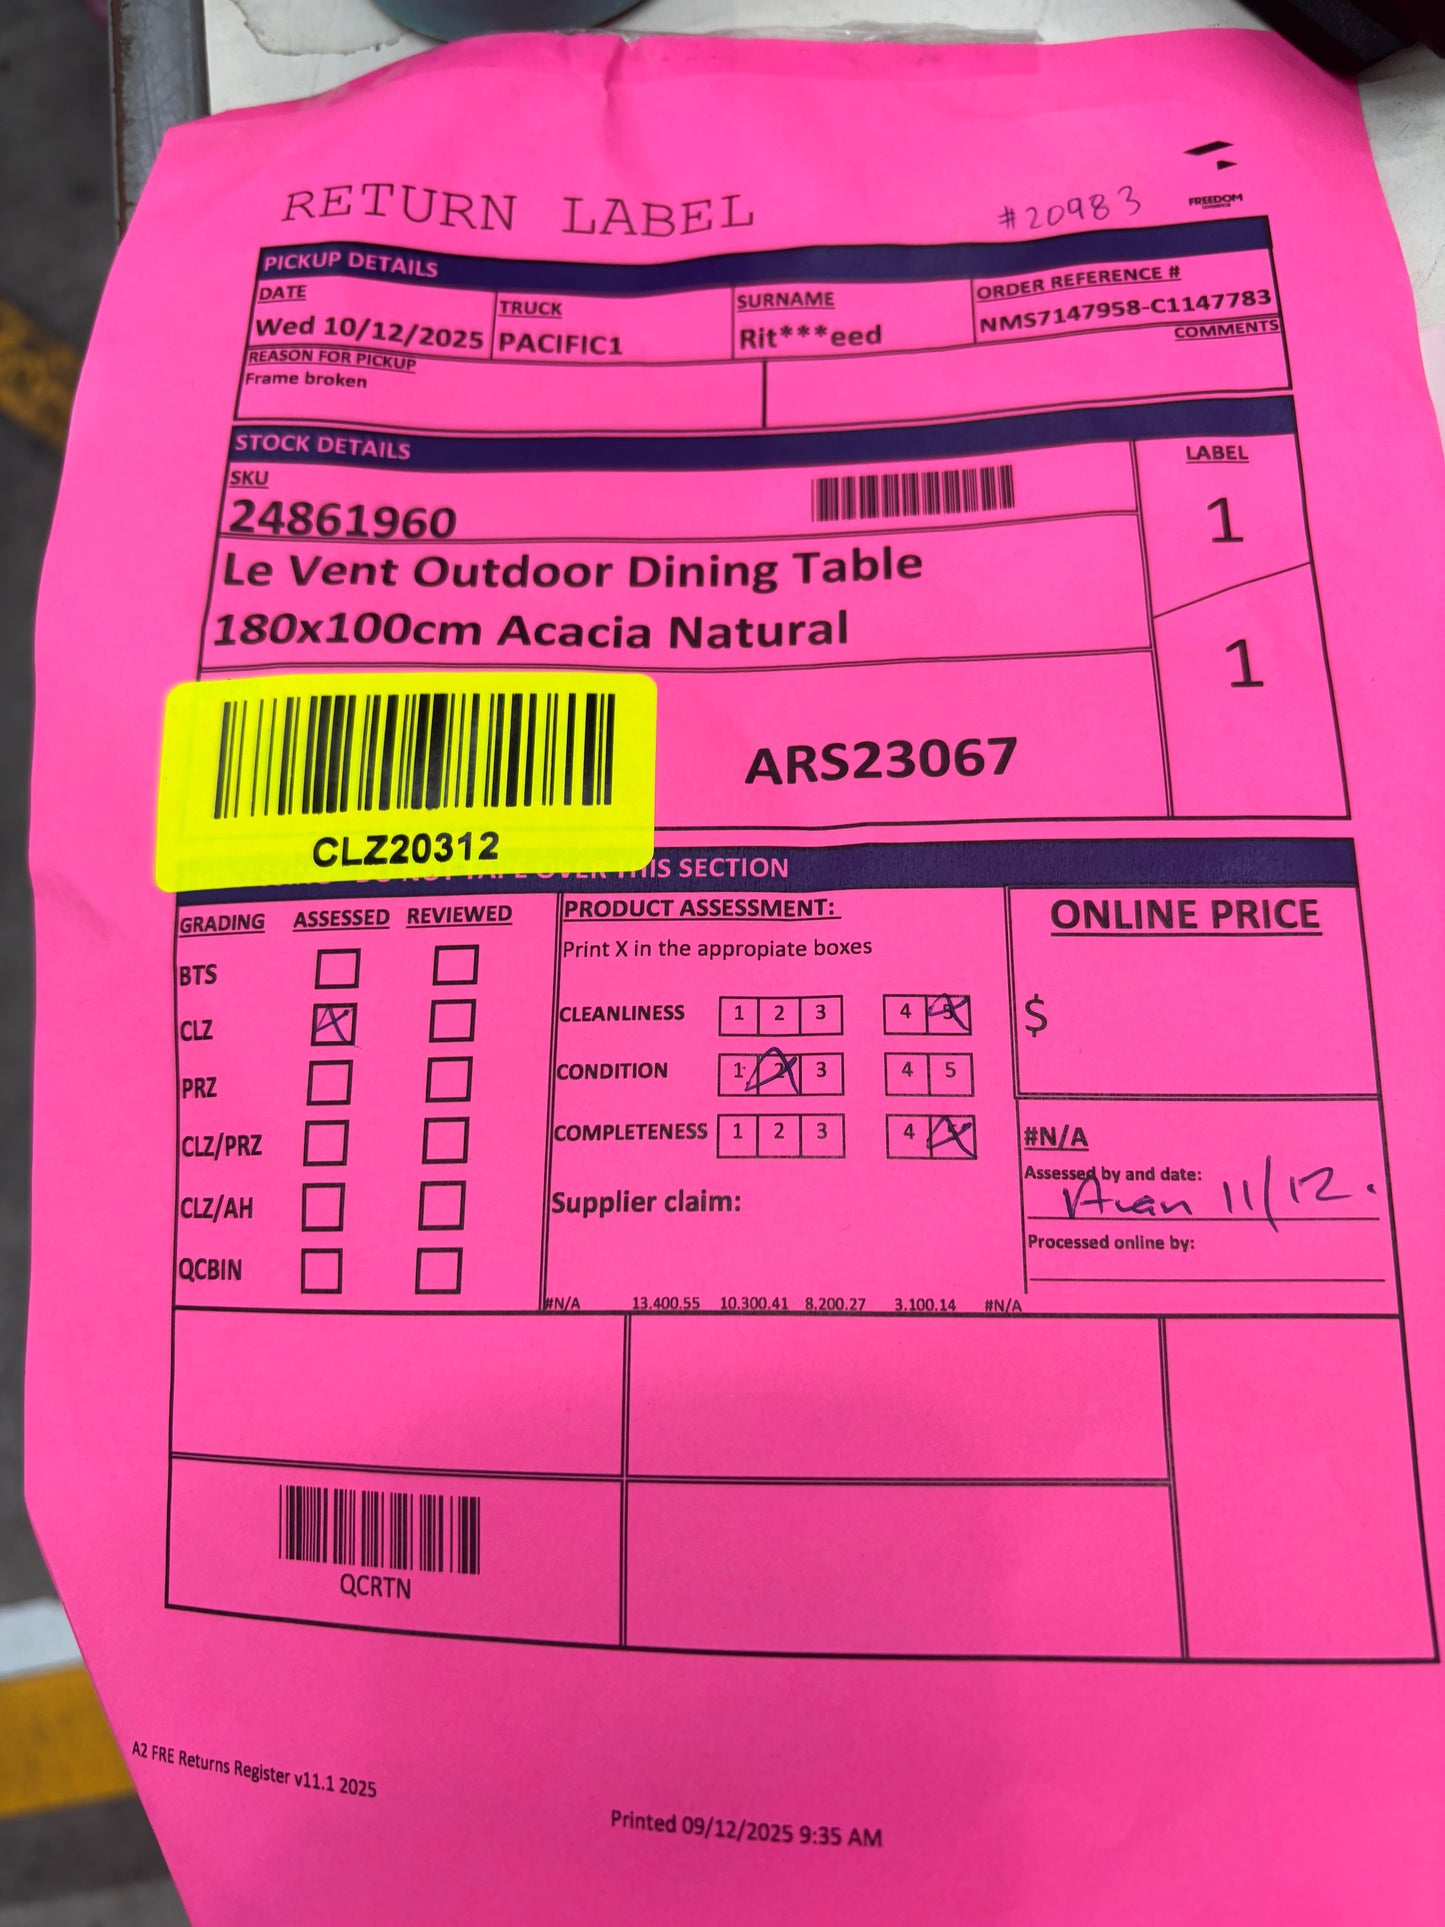 RETURN LABEL
#20983
FREEDOM
PICKUP DETAILS
DATE
TRUCK
SURNAME
ORDER REFERENCE #
Wed 10/12/2025
PACIFIC1
Rit***eed
NMS7147958-C1147783
REASON FOR PICKUP
COMMENTS
Frame broken
STOCK DETAILS
LABEL
SKU
24861960
1
Le Vent Outdoor Dining Table
180x100cm Acacia Natural
1
ARS23067
CLZ20312
TAPE OVER THIS SECTION
GRADING ASSESSED REVIEWED
BTS
CLZ
PRZ
CLZ/PRZ
CLZ/AH
QCBIN
PRODUCT ASSESSMENT:
Print X in the appropiate boxes
CLEANLINESS 1 2 3 4 5
CONDITION 1 2 3 4 5
COMPLETENESS 1 2 3 4
Supplier claim:
ONLINE PRICE
$
#N/A
Assessed by and date:
11/12.
Processed online by:
#N/A 13.400.55 10.300.41 8.200.27 3.100.14 #N/A
QCRTN
A2 FRE Returns Register v11.1 2025
Printed 09/12/2025 9:35 AM